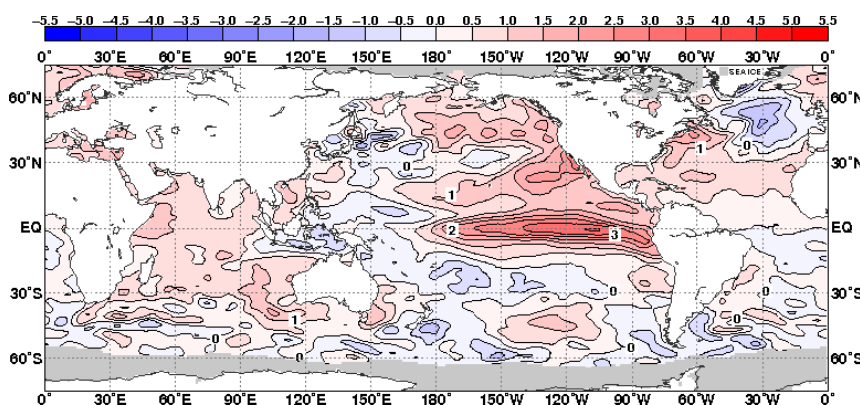 −5.5 −5.0 −4.5 −4.0 −3.5 −3.0 −2.5 −2.0 −1.5 −1.0 −0.5 0.0 0.5 1.0 1.5 2.0 2.5 3.0 3.5 4.0 4.5 5.0 5.5
0° 30°E 60°E 90°E 120°E 150°E 180° 150°W 120°W 90°W 60°W 30°W 0°
SEA ICE
60°N 60°N
0 1
30°N 0 30°N
1
EQ 2 3 EQ
30°S 0 0 30°S
1 0
0 0
60°S 0 60°S
0° 30°E 60°E 90°E 120°E 150°E 180° 150°W 120°W 90°W 60°W 30°W 0°